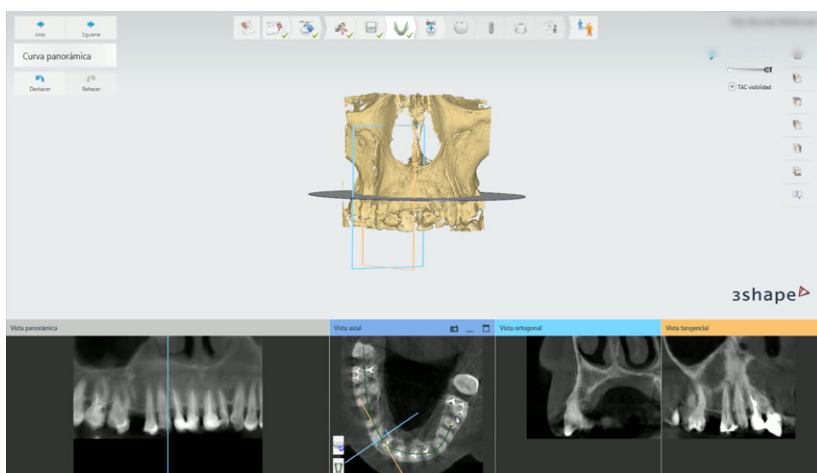 Atrás
Siguiente
Curva panorámica
Deshacer
Rehacer
CT
TAC visibilidad
3shape
Vista panorámica
Vista axial
Vista ortogonal
Vista tangencial